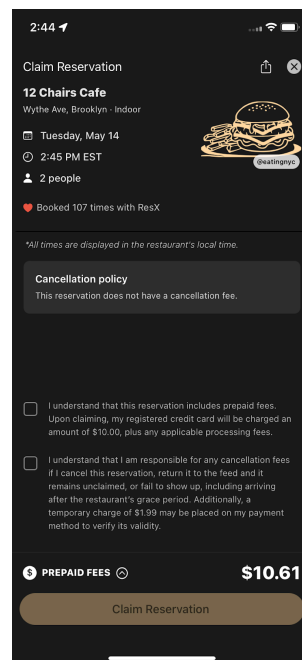 2:44
Claim Reservation
12 Chairs Cafe
Wythe Ave, Brooklyn · Indoor
Tuesday, May 14
2:45 PM EST
@eatingnyc
2 people
Booked 107 times with ResX
*All times are displayed in the restaurant's local time.
Cancellation policy
This reservation does not have a cancellation fee.
I understand that this reservation includes prepaid fees.
Upon claiming, my registered credit card will be charged an
amount of $10.00, plus any applicable processing fees.
I understand that I am responsible for any cancellation fees
if I cancel this reservation, return it to the feed and it
remains unclaimed, or fail to show up, including arriving
after the restaurant's grace period. Additionally, a
temporary charge of $1.99 may be placed on my payment
method to verify its validity.
$ PREPAID FEES $10.61
Claim Reservation